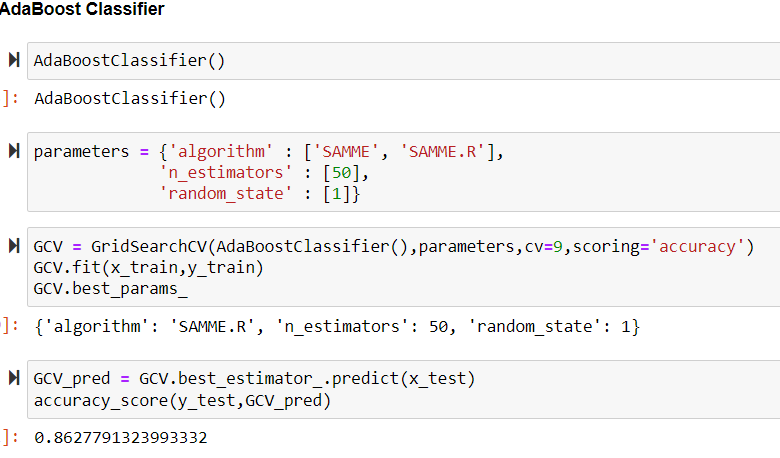 AdaBoost Classifier
AdaBoostClassifier()
]: AdaBoostClassifier()
parameters = {'algorithm' : ['SAMME', 'SAMME.R'],
'n_estimators' : [50],
'random_state' : [1]}
GCV = GridSearchCV(AdaBoostClassifier(),parameters,cv=9,scoring='accuracy')
GCV.fit(x_train,y_train)
GCV.best_params_
]: {'algorithm': 'SAMME.R', 'n_estimators': 50, 'random_state': 1}
GCV_pred = GCV.best_estimator_.predict(x_test)
accuracy_score(y_test,GCV_pred)
]: 0.8627791323993332